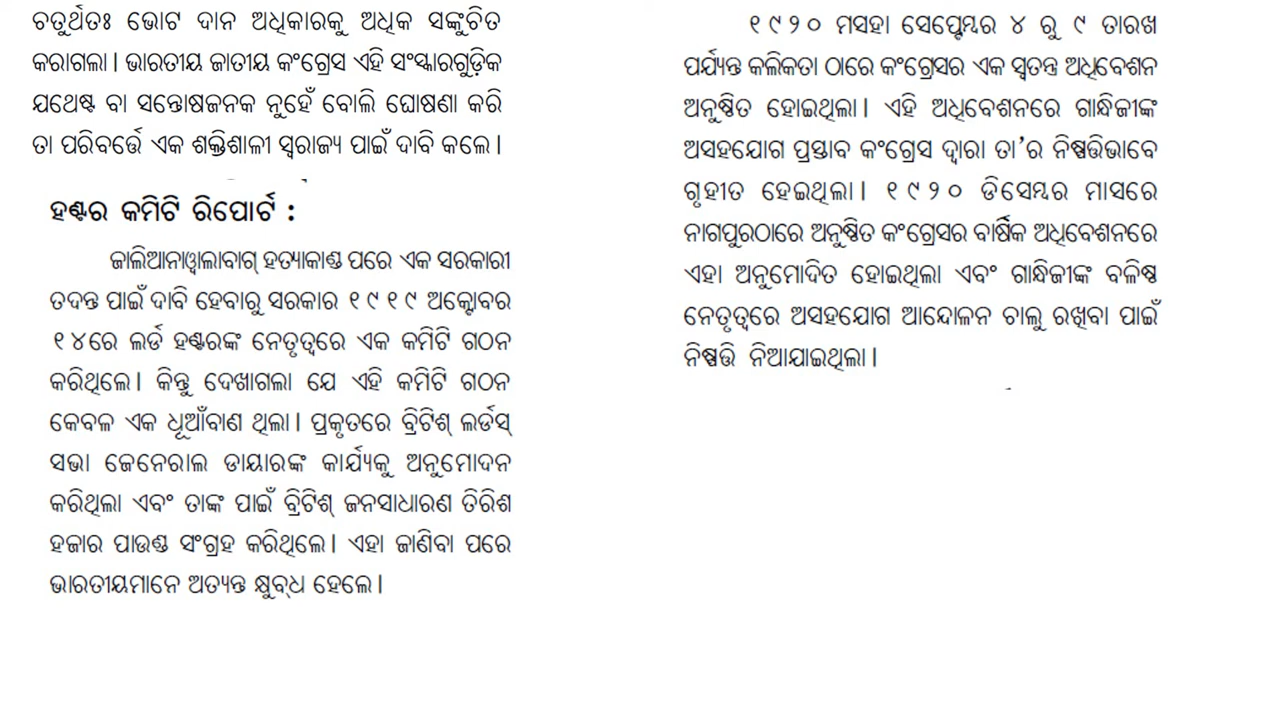 ଚତୁର୍ଥତଃ ଭୋଟ ଦାନ ଅଧିକାରକୁ ଅଧିକ ସଙ୍କୁଚିତ
କରାଗଲା। ଭାରତୀୟ ଜାତୀୟ କଂଗ୍ରେସ ଏହି ସଂସ୍କାରଗୁଡ଼ିକ
ଯଥେଷ୍ଟ ବା ସନ୍ତୋଷଜନକ ନୁହେଁ ବୋଲି ଘୋଷଣା କରି
ତା ପରିବର୍ତ୍ତେ ଏକ ଶକ୍ତିଶାଳୀ ସ୍ୱରାଜ୍ୟ ପାଇଁ ଦାବି କଲେ।
ହଣ୍ଟର କମିଟି ରିପୋର୍ଟ :
ଜାଲିଆନାଓ୍ୱାଲାବାଗ୍ ହତ୍ୟାକାଣ୍ଡ ପରେ ଏକ ସରକାରୀ
ତଦନ୍ତ ପାଇଁ ଦାବି ହେବାରୁ ସରକାର ୧୯୧୯ ଅକ୍ଟୋବର
୧୪ରେ ଲର୍ଡ ହଣ୍ଟରଙ୍କ ନେତୃତ୍ୱରେ ଏକ କମିଟି ଗଠନ
କରିଥିଲେ। କିନ୍ତୁ ଦେଖାଗଲା ଯେ ଏହି କମିଟି ଗଠନ
କେବଳ ଏକ ଧୂଆଁବାଣ ଥିଲା। ପ୍ରକୃତରେ ବ୍ରିଟିଶ୍ ଲର୍ଡସ୍
ସଭା ଜେନେରାଲ ଡାୟାରଙ୍କ କାର୍ଯ୍ୟକୁ ଅନୁମୋଦନ
କରିଥିଲା ଏବଂ ତାଙ୍କ ପାଇଁ ବ୍ରିଟିଶ୍ ଜନସାଧାରଣ ତିରିଶ
ହଜାର ପାଉଣ୍ଡ ସଂଗ୍ରହ କରିଥିଲେ। ଏହା ଜାଣିବା ପରେ
ଭାରତୀୟମାନେ ଅତ୍ୟନ୍ତ କ୍ଷୁବ୍‌ଧ ହେଲେ।
୧୯୨୦ ମସହା ସେପ୍ଟେମ୍ବର ୪ ରୁ ୯ ତାରଖ
ପର୍ଯ୍ୟନ୍ତ କଲିକତା ଠାରେ କଂଗ୍ରେସର ଏକ ସ୍ୱତନ୍ତ୍ର ଅଧିବେଶନ
ଅନୁଷ୍ଠିତ ହୋଇଥିଲା। ଏହି ଅଧିବେଶନରେ ଗାନ୍ଧିଜୀଙ୍କ
ଅସହଯୋଗ ପ୍ରସ୍ତାବ କଂଗ୍ରେସ ଦ୍ୱାରା ତା’ର ନିଷ୍ପତ୍ତିଭାବେ
ଗୃହୀତ ହେଇଥିଲା। ୧୯୨୦ ଡିସେମ୍ବର ମାସରେ
ନାଗପୁରଠାରେ ଅନୁଷ୍ଠିତ କଂଗ୍ରେସର ବାର୍ଷିକ ଅଧିବେଶନରେ
ଏହା ଅନୁମୋଦିତ ହୋଇଥିଲା ଏବଂ ଗାନ୍ଧିଜୀଙ୍କ ବଳିଷ୍ଠ
ନେତୃତ୍ୱରେ ଅସହଯୋଗ ଆନ୍ଦୋଳନ ଚାଲୁ ରଖିବା ପାଇଁ
ନିଷ୍ପତ୍ତି ନିଆଯାଇଥିଲା।